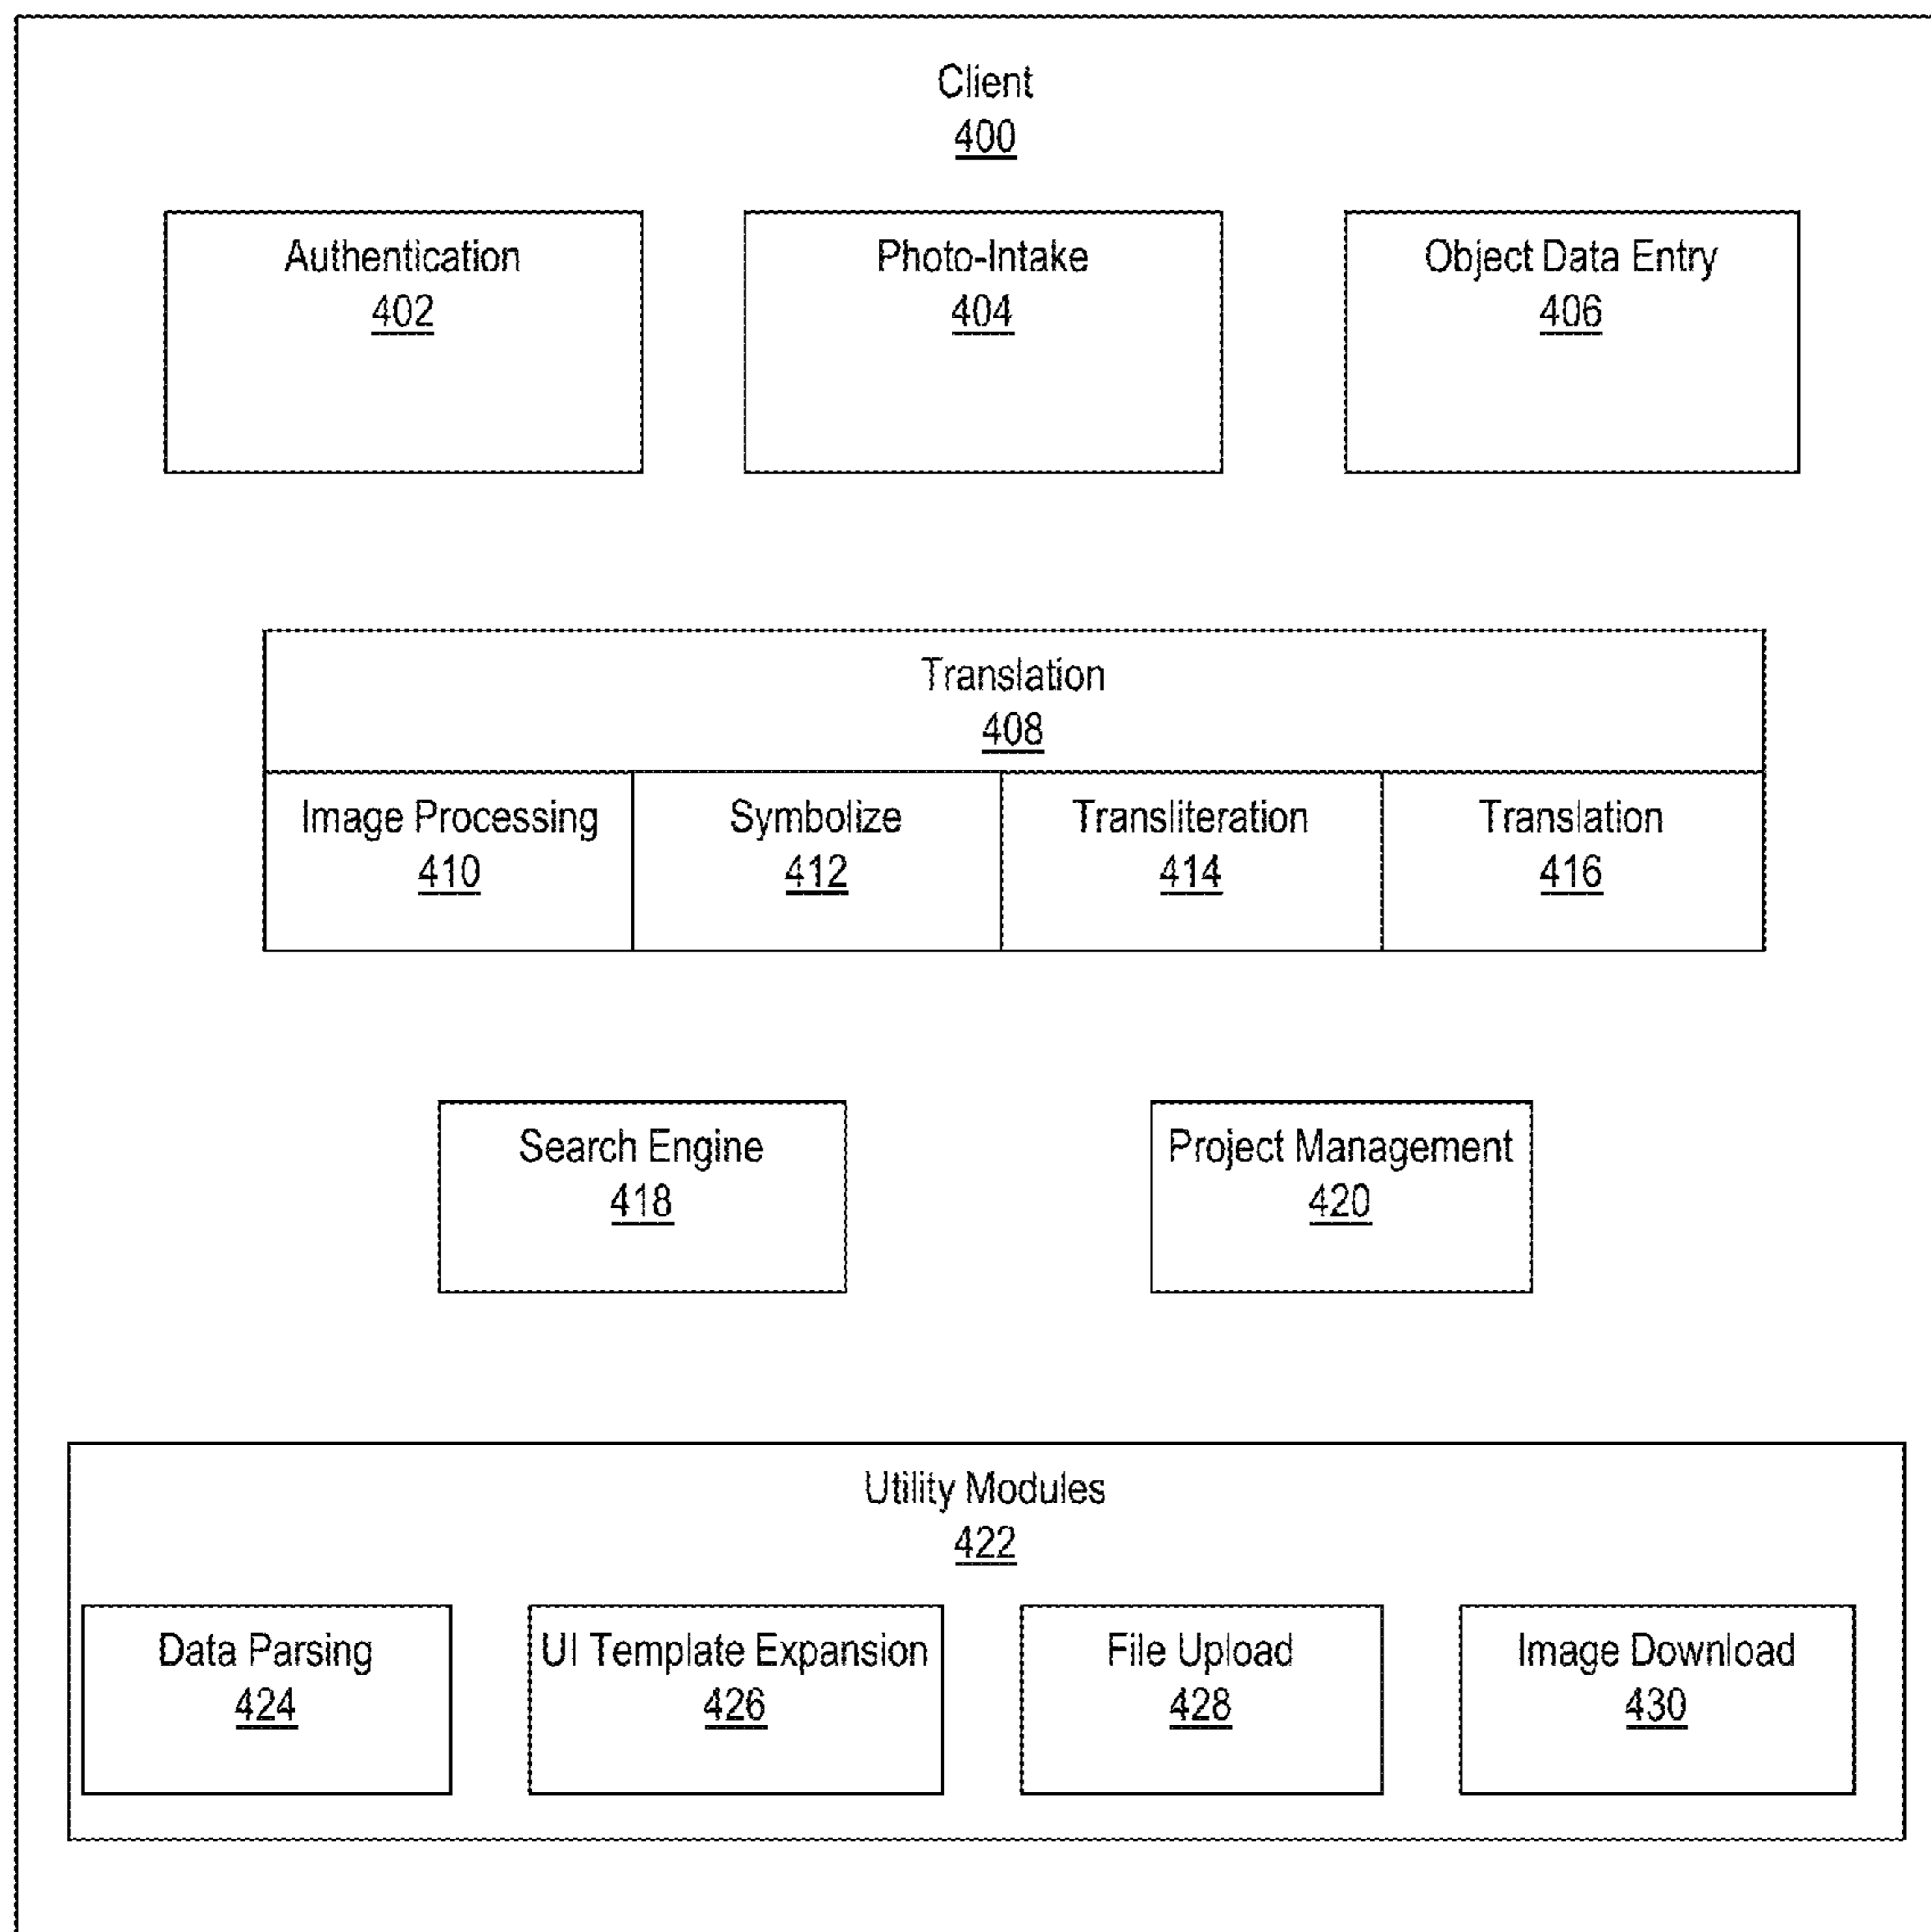 Client
400
Authentication
402
Photo-Intake
404
Object Data Entry
406
Translation
408
Image Processing
410
Symbolize
412
Transliteration
414
Translation
416
Search Engine
418
Project Management
420
Utility Modules
422
Data Parsing
424
UI Template Expansion
426
File Upload
428
Image Download
430